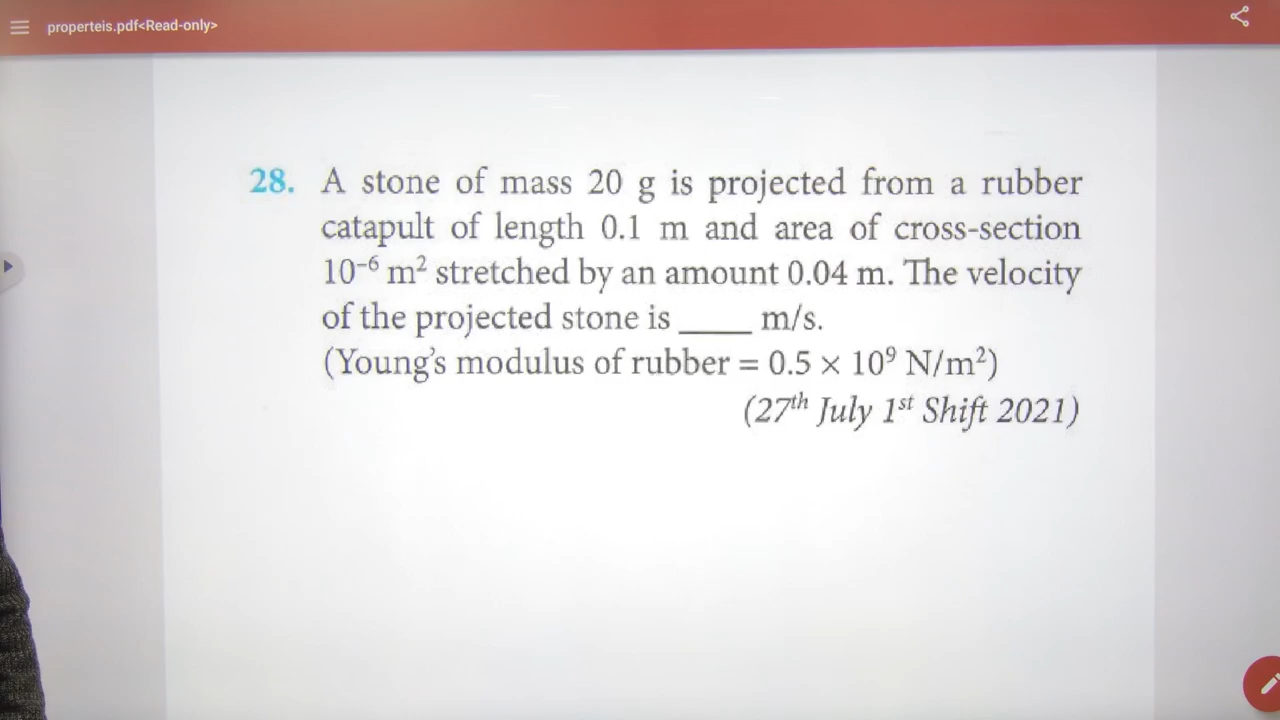 properteis.pdf<Read-only>
28. A stone of mass 20 g is projected from a rubber
catapult of length 0.1 m and area of cross-section
10⁻⁶ m² stretched by an amount 0.04 m. The velocity
of the projected stone is ____ m/s.
(Young's modulus of rubber = 0.5 × 10⁹ N/m²)
(27th July 1st Shift 2021)